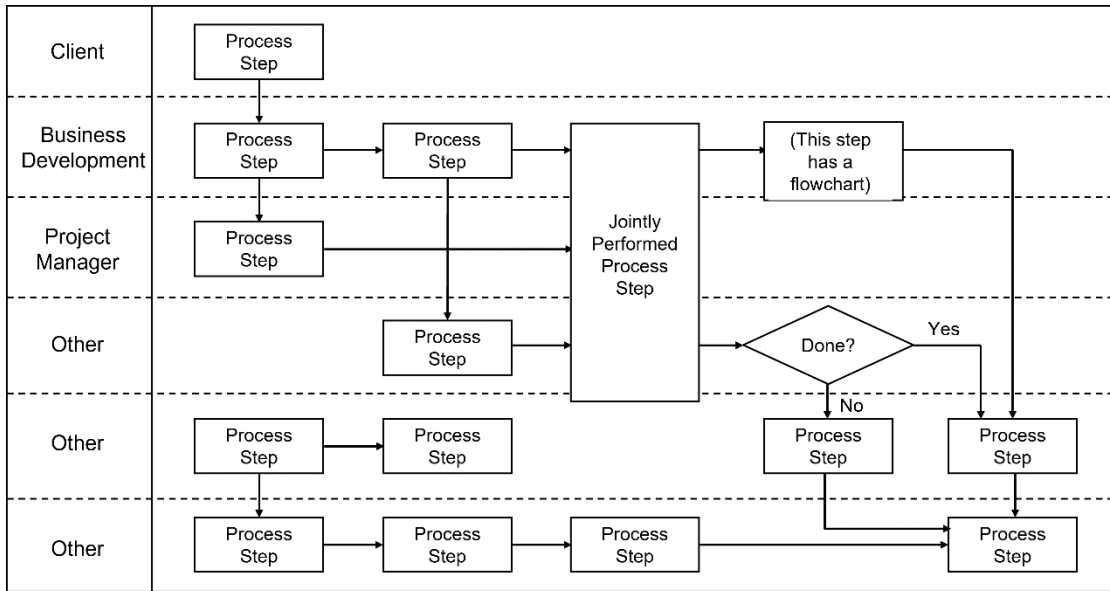 Client
Process
Step
Business
Development
Process
Step
Process
Step
(This step
has a
flowchart)
Project
Manager
Process
Step
Jointly
Performed
Process
Step
Other
Process
Step
Done?
Yes
No
Other
Process
Step
Process
Step
Process
Step
Process
Step
Other
Process
Step
Process
Step
Process
Step
Process
Step